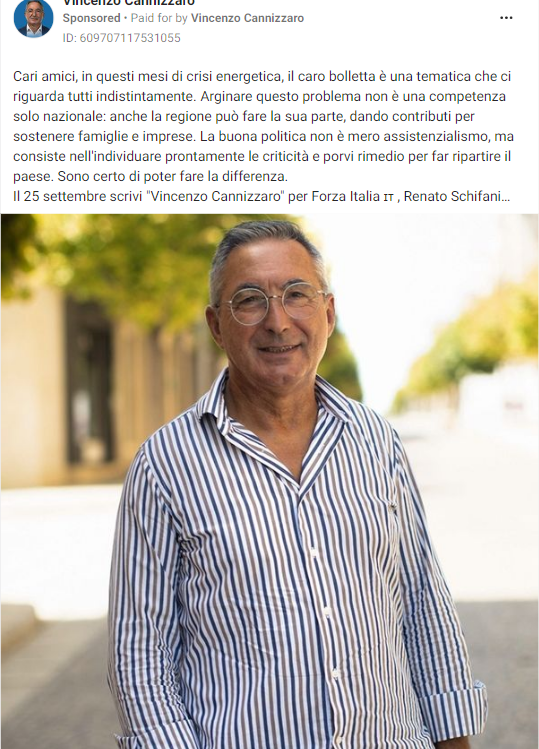 Vincenzo Cannizzaro
Sponsored • Paid for by Vincenzo Cannizzaro
ID: 609707117531055
Cari amici, in questi mesi di crisi energetica, il caro bolletta è una tematica che ci
riguarda tutti indistintamente. Arginare questo problema non è una competenza
solo nazionale: anche la regione può fare la sua parte, dando contributi per
sostenere famiglie e imprese. La buona politica non è mero assistenzialismo, ma
consiste nell'individuare prontamente le criticità e porvi rimedio per far ripartire il
paese. Sono certo di poter fare la differenza.
Il 25 settembre scrivi "Vincenzo Cannizzaro" per Forza Italia IT , Renato Schifani...